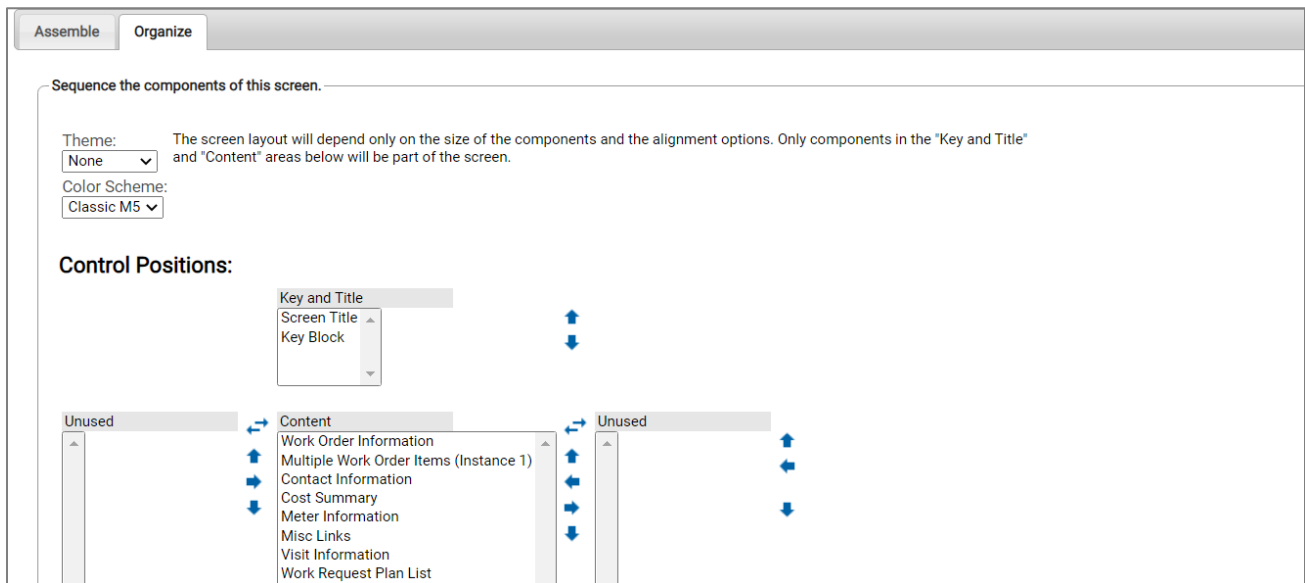 Assemble Organize
Sequence the components of this screen.
Theme:
None
The screen layout will depend only on the size of the components and the alignment options. Only components in the "Key and Title"
and "Content" areas below will be part of the screen.
Color Scheme:
Classic M5
Control Positions:
Key and Title
Screen Title
Key Block
Unused
Content
Work Order Information
Multiple Work Order Items (Instance 1)
Contact Information
Cost Summary
Meter Information
Misc Links
Visit Information
Work Request Plan List
Unused